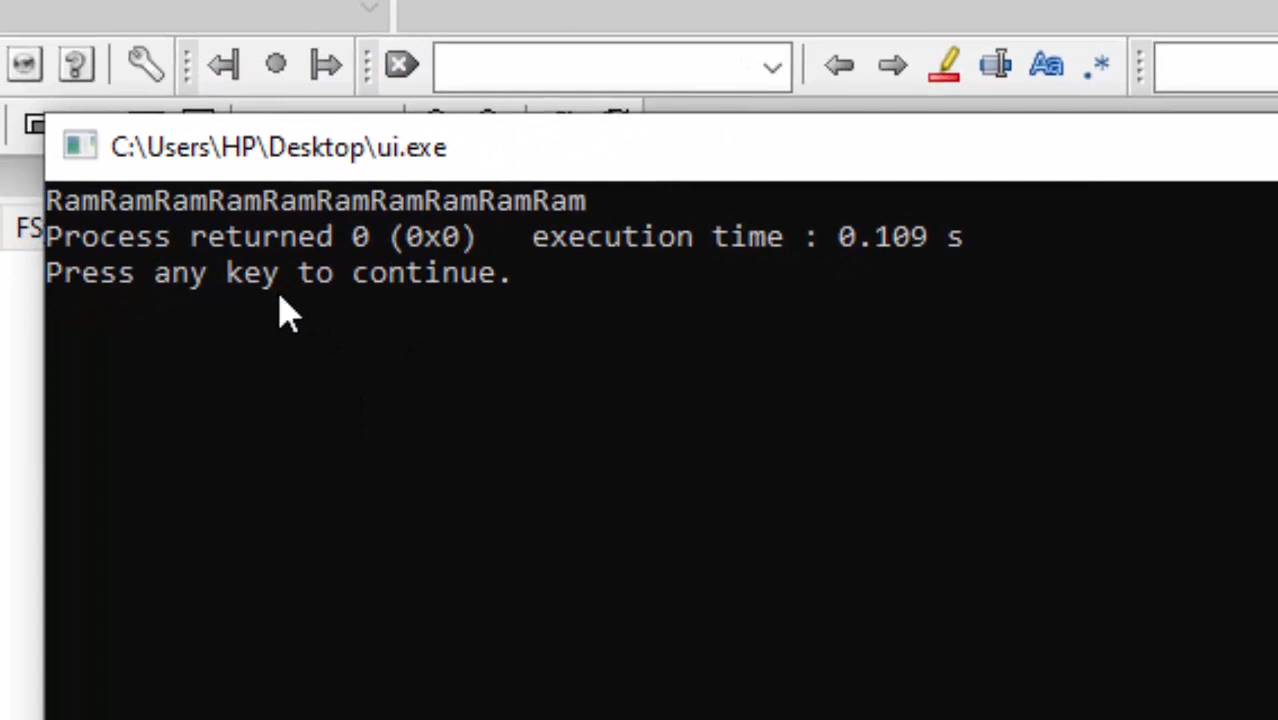 C:\Users\HP\Desktop\ui.exe
RamRamRamRamRamRamRamRamRamRam
FS
Process returned 0 (0x0)   execution time : 0.109 s
Press any key to continue.